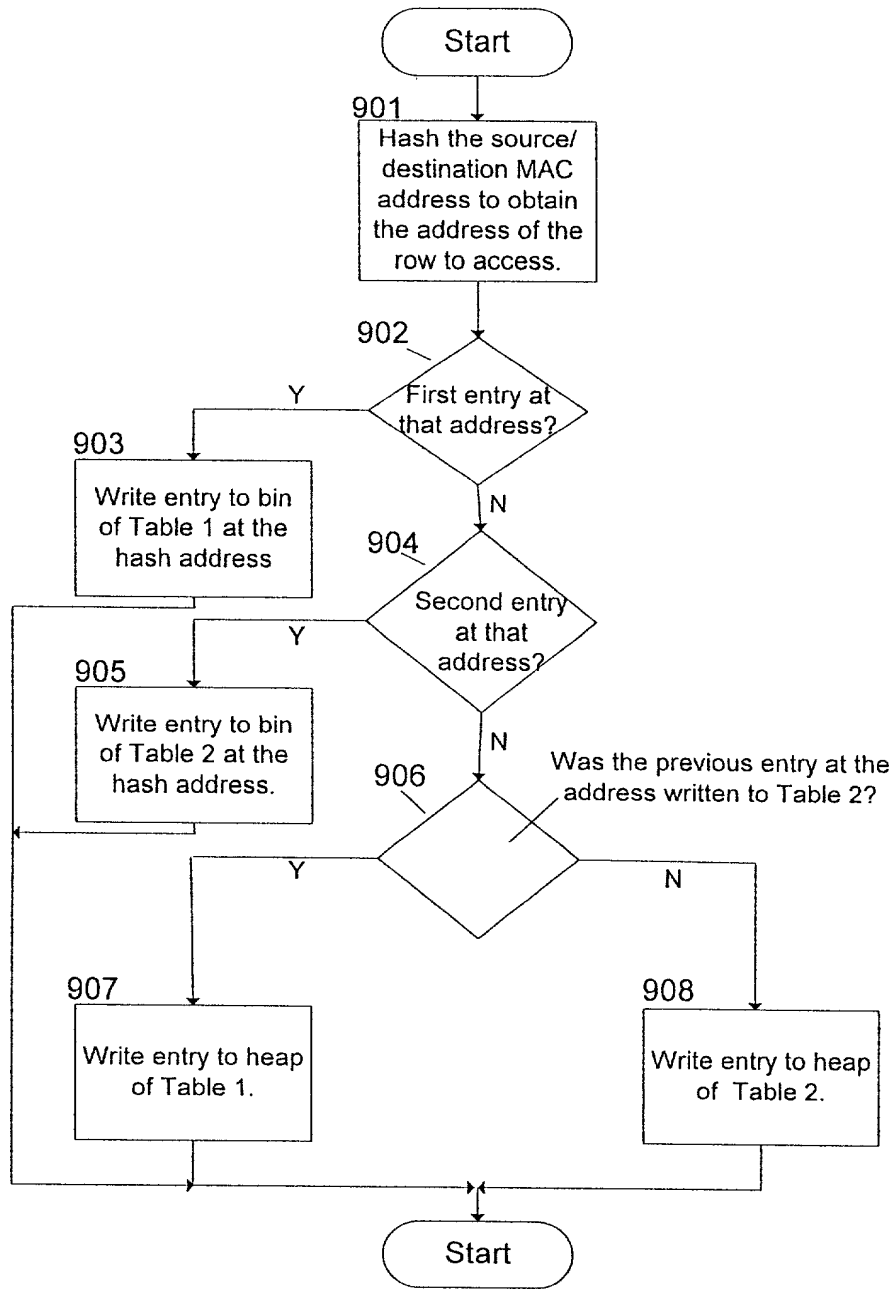 Start
901
Hash the source/
destination MAC
address to obtain
the address of the
row to access.
902
First entry at
that address?
Y
N
903
Write entry to bin
of Table 1 at the
hash address
904
Second entry
at that
address?
Y
N
905
Write entry to bin
of Table 2 at the
hash address.
906
Was the previous entry at the
address written to Table 2?
Y
N
907
Write entry to heap
of Table 1.
908
Write entry to heap
of Table 2.
Start